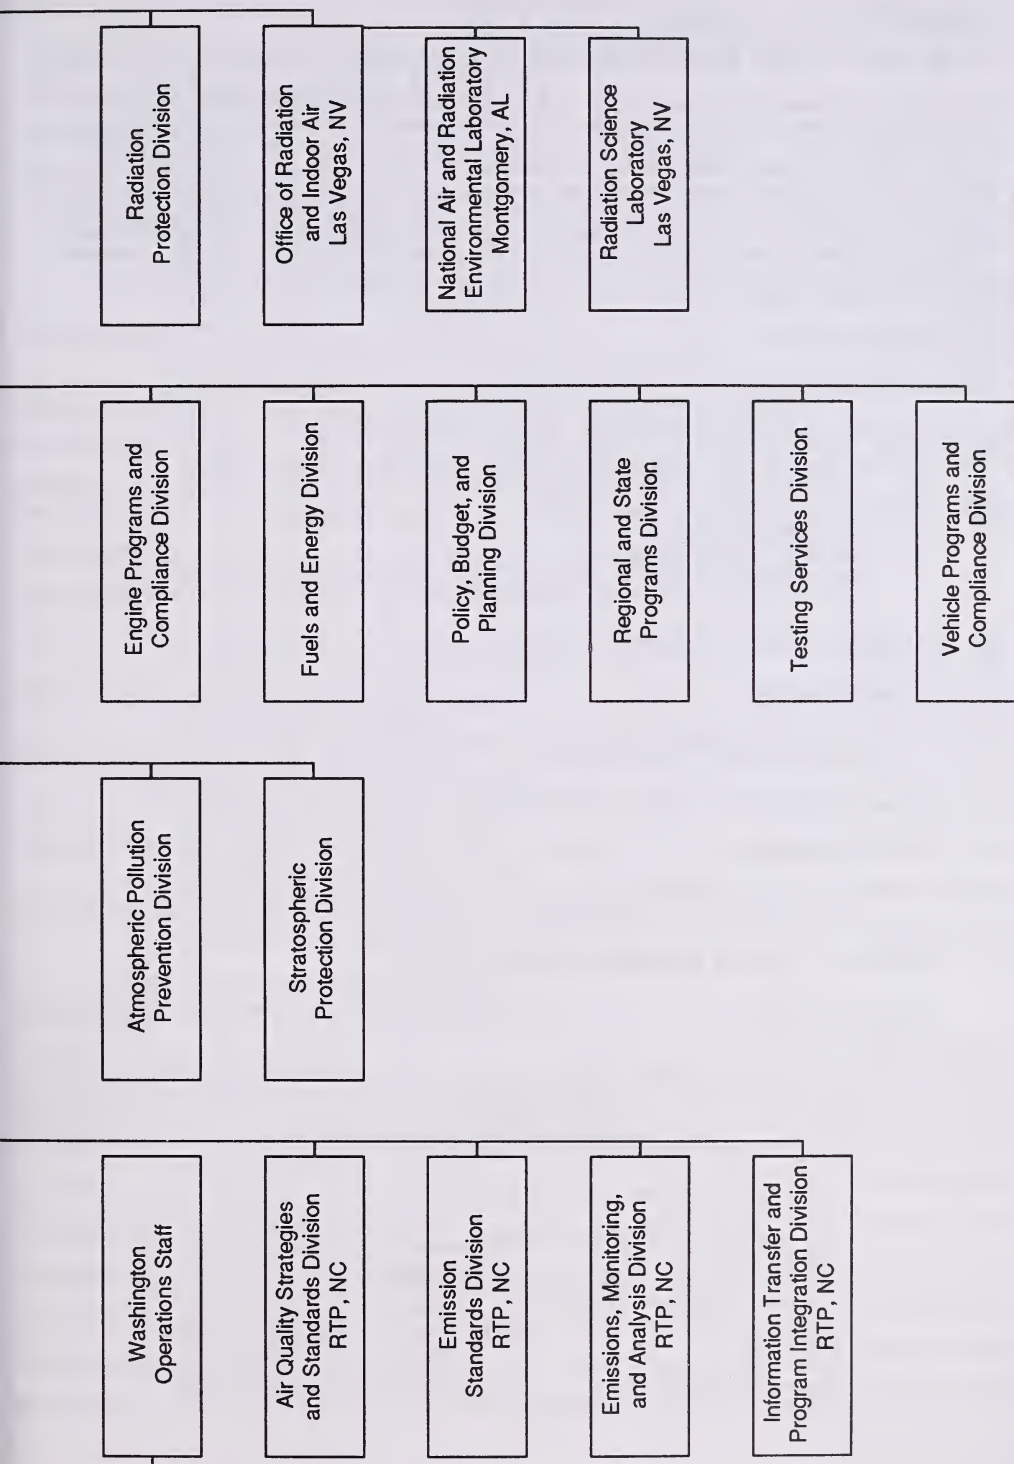 Washington
Operations Staff
Air Quality Strategies
and Standards Division
RTP, NC
Emission
Standards Division
RTP, NC
Emissions, Monitoring,
and Analysis Division
RTP, NC
Information Transfer and
Program Integration Division
RTP, NC
Atmospheric Pollution
Prevention Division
Stratospheric
Protection Division
Engine Programs and
Compliance Division
Fuels and Energy Division
Policy, Budget, and
Planning Division
Regional and State
Programs Division
Testing Services Division
Vehicle Programs and
Compliance Division
Radiation
Protection Division
Office of Radiation
and Indoor Air
Las Vegas, NV
National Air and Radiation
Environmental Laboratory
Montgomery, AL
Radiation Science
Laboratory
Las Vegas, NV